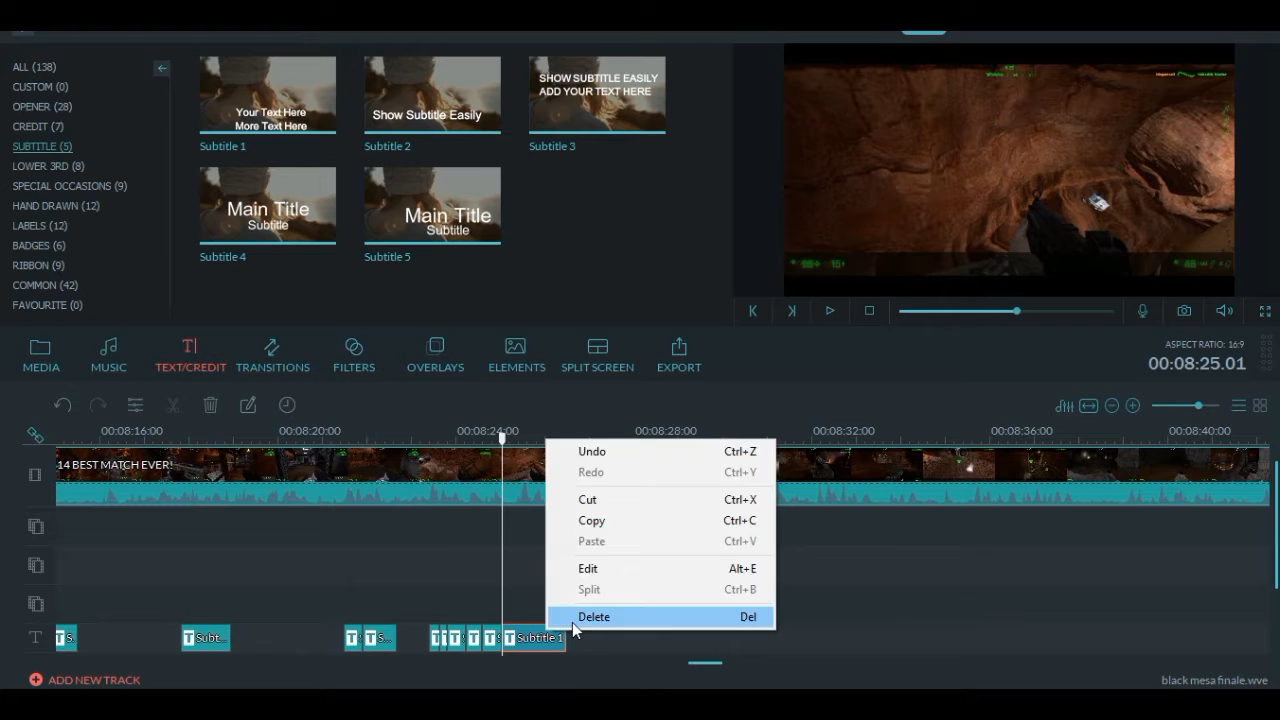 ALL (138)
CUSTOM (0)
OPENER (28)
CREDIT (7)
SUBTITLE (5)
LOWER 3RD (8)
SPECIAL OCCASIONS (9)
HAND DRAWN (12)
LABELS (12)
BADGES (6)
RIBBON (9)
COMMON (42)
FAVOURITE (0)
Your Text Here
More Text Here
Subtitle 1
Show Subtitle Easily
Subtitle 2
SHOW SUBTITLE EASILY
ADD YOUR TEXT HERE
Subtitle 3
Main Title
Subtitle
Subtitle 4
Main Title
Subtitle
Subtitle 5
MEDIA
MUSIC
TEXT/CREDIT
TRANSITIONS
FILTERS
OVERLAYS
ELEMENTS
SPLIT SCREEN
EXPORT
ASPECT RATIO: 16:9
00:08:25.01
00:08:16:00
00:08:20:00
00:08:24:00
00:08:28:00
00:08:32:00
00:08:36:00
00:08:40:00
14 BEST MATCH EVER!
Undo Ctrl+Z
Redo Ctrl+Y
Cut Ctrl+X
Copy Ctrl+C
Paste Ctrl+V
Edit Alt+E
Split Ctrl+B
Delete Del
T S.
T Subt...
T
T S...
T
T
T
T
T
T Subtitle 1
T
ADD NEW TRACK
black mesa finale.wve